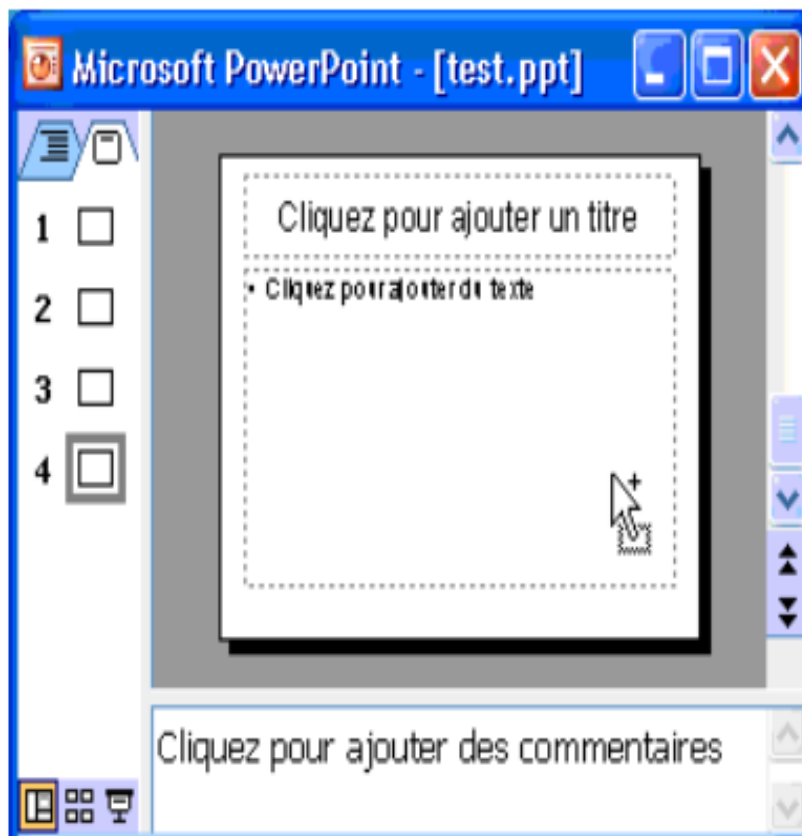 Microsoft PowerPoint - [test.ppt]
1
2
3
4
Cliquez pour ajouter un titre
• Cliquez pour ajouter du texte
Cliquez pour ajouter des commentaires